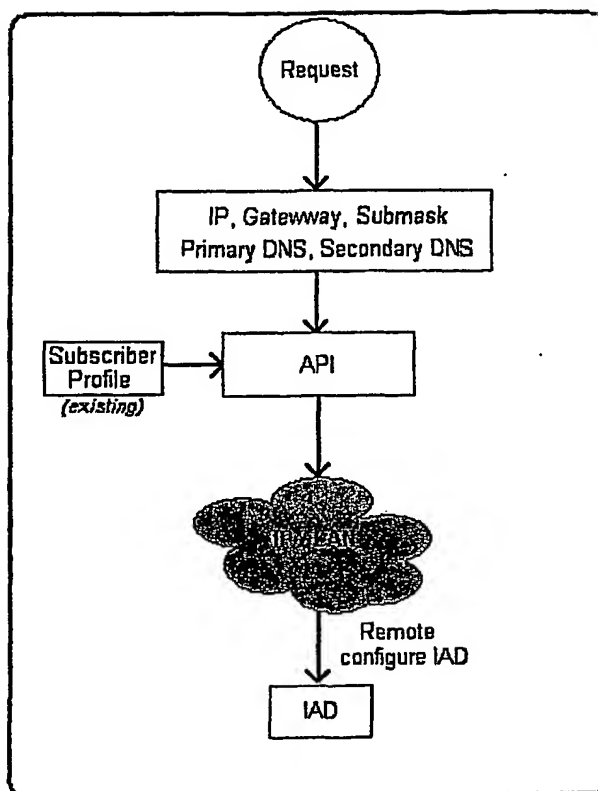 Request
IP, Gatewway, Submask
Primary DNS, Secondary DNS
Subscriber
Profile
(existing)
API
Remote
configure IAD
IAD